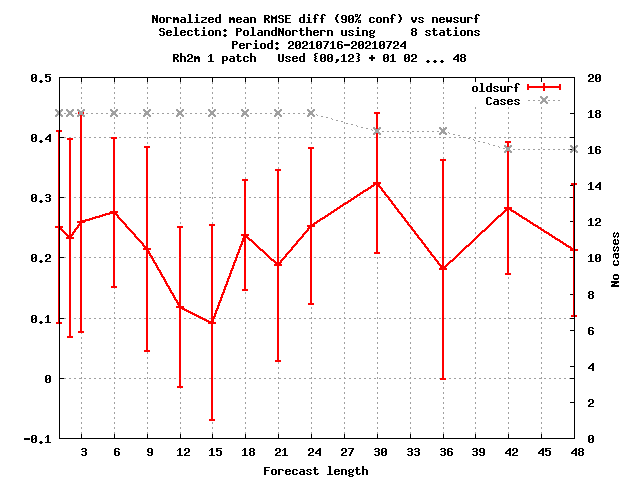 Normalized mean RMSE diff (90% conf) vs newsurf
Selection: PolandNorthern using     8 stations
Period: 20210716-20210724
Rh2m 1 patch   Used {00,12} + 01 02 ... 48
oldsurf
Cases
0.5
0.4
0.3
0.2
0.1
0
-0.1
20
18
16
14
12
10
8
6
4
2
0
No cases
3 6 9 12 15 18 21 24 27 30 33 36 39 42 45 48
Forecast length